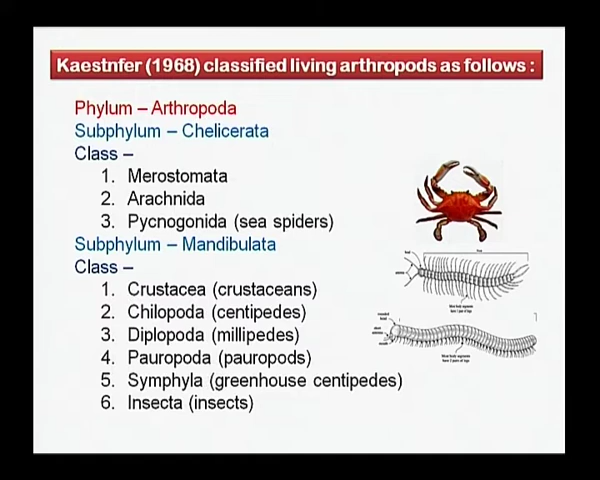 Kaestnfer (1968) classified living arthropods as follows :
Phylum – Arthropoda
Subphylum – Chelicerata
Class –
1. Merostomata
2. Arachnida
3. Pycnogonida (sea spiders)
Subphylum – Mandibulata
Class –
1. Crustacea (crustaceans)
2. Chilopoda (centipedes)
3. Diplopoda (millipedes)
4. Pauropoda (pauropods)
5. Symphyla (greenhouse centipedes)
6. Insecta (insects)